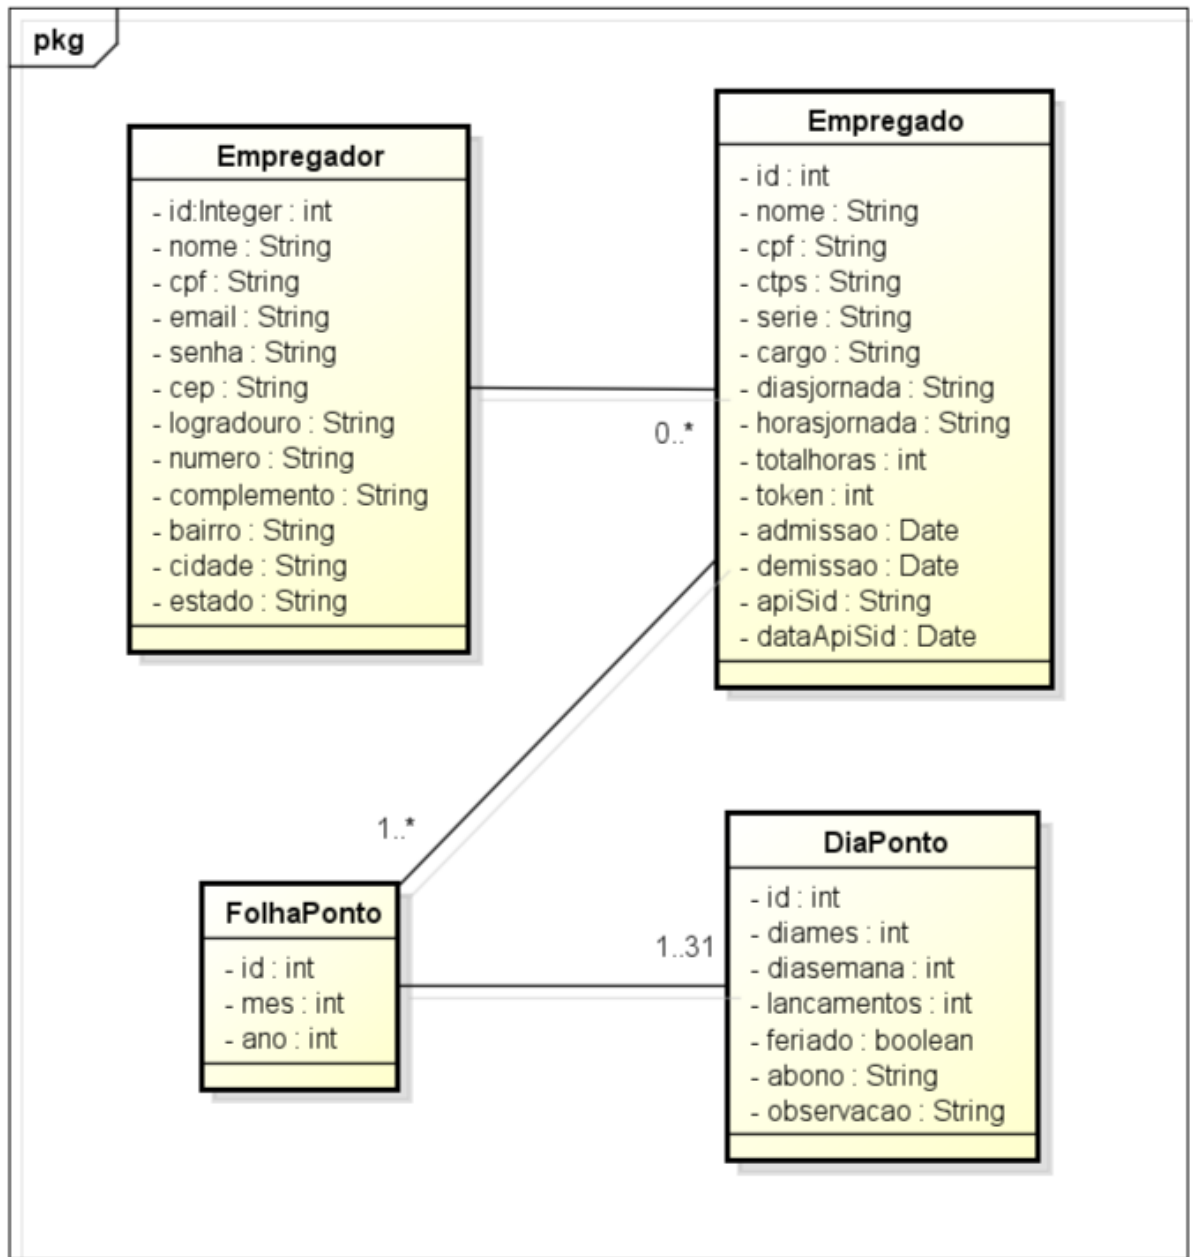 pkg
Empregador
- id:Integer : int
- nome : String
- cpf : String
- email : String
- senha : String
- cep : String
- logradouro : String
- numero : String
- complemento : String
- bairro : String
- cidade : String
- estado : String
Empregado
- id : int
- nome : String
- cpf : String
- ctps : String
- serie : String
- cargo : String
- diasjornada : String
- horasjornada : String
- totalhoras : int
- token : int
- admissao : Date
- demissao : Date
- apiSid : String
- dataApiSid : Date
0..*
1..*
FolhaPonto
- id : int
- mes : int
- ano : int
1..31
DiaPonto
- id : int
- diames : int
- diasemana : int
- lancamentos : int
- feriado : boolean
- abono : String
- observacao : String